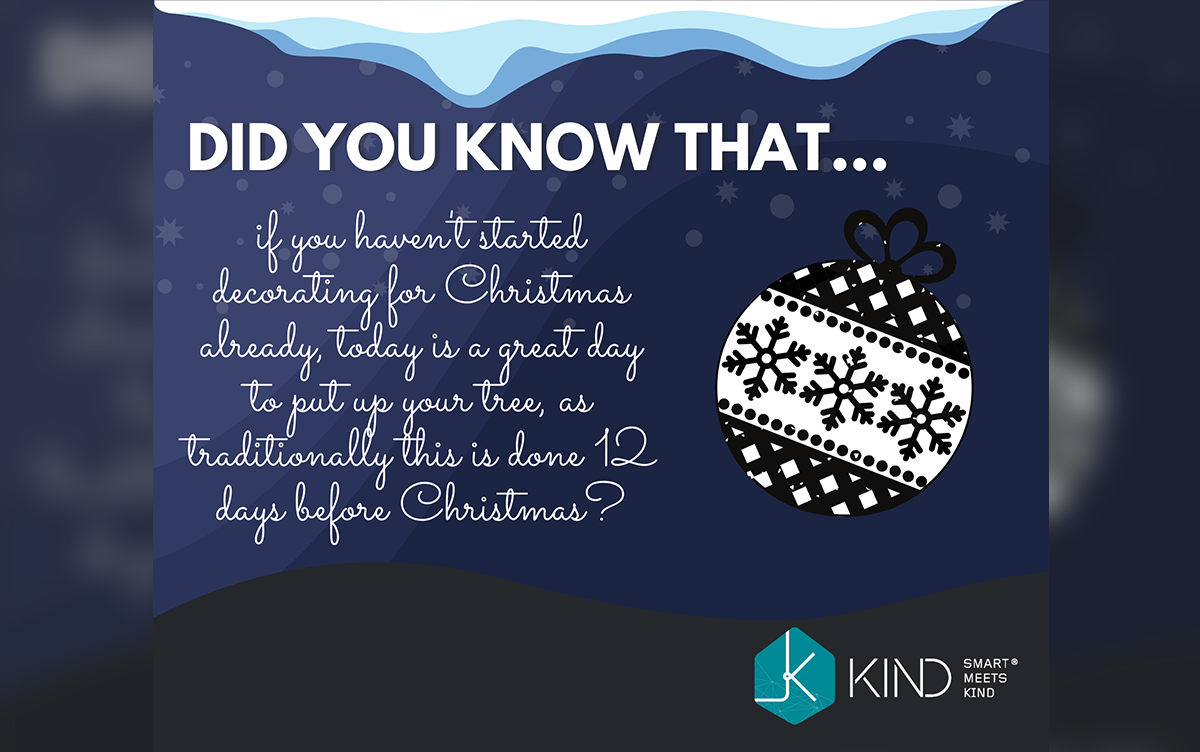 DID YOU KNOW THAT...
if you haven't started
decorating for Christmas
already, today is a great day
to put up your tree, as
traditionally this is done 12
days before Christmas?
KIND
SMART®
MEETS
KIND